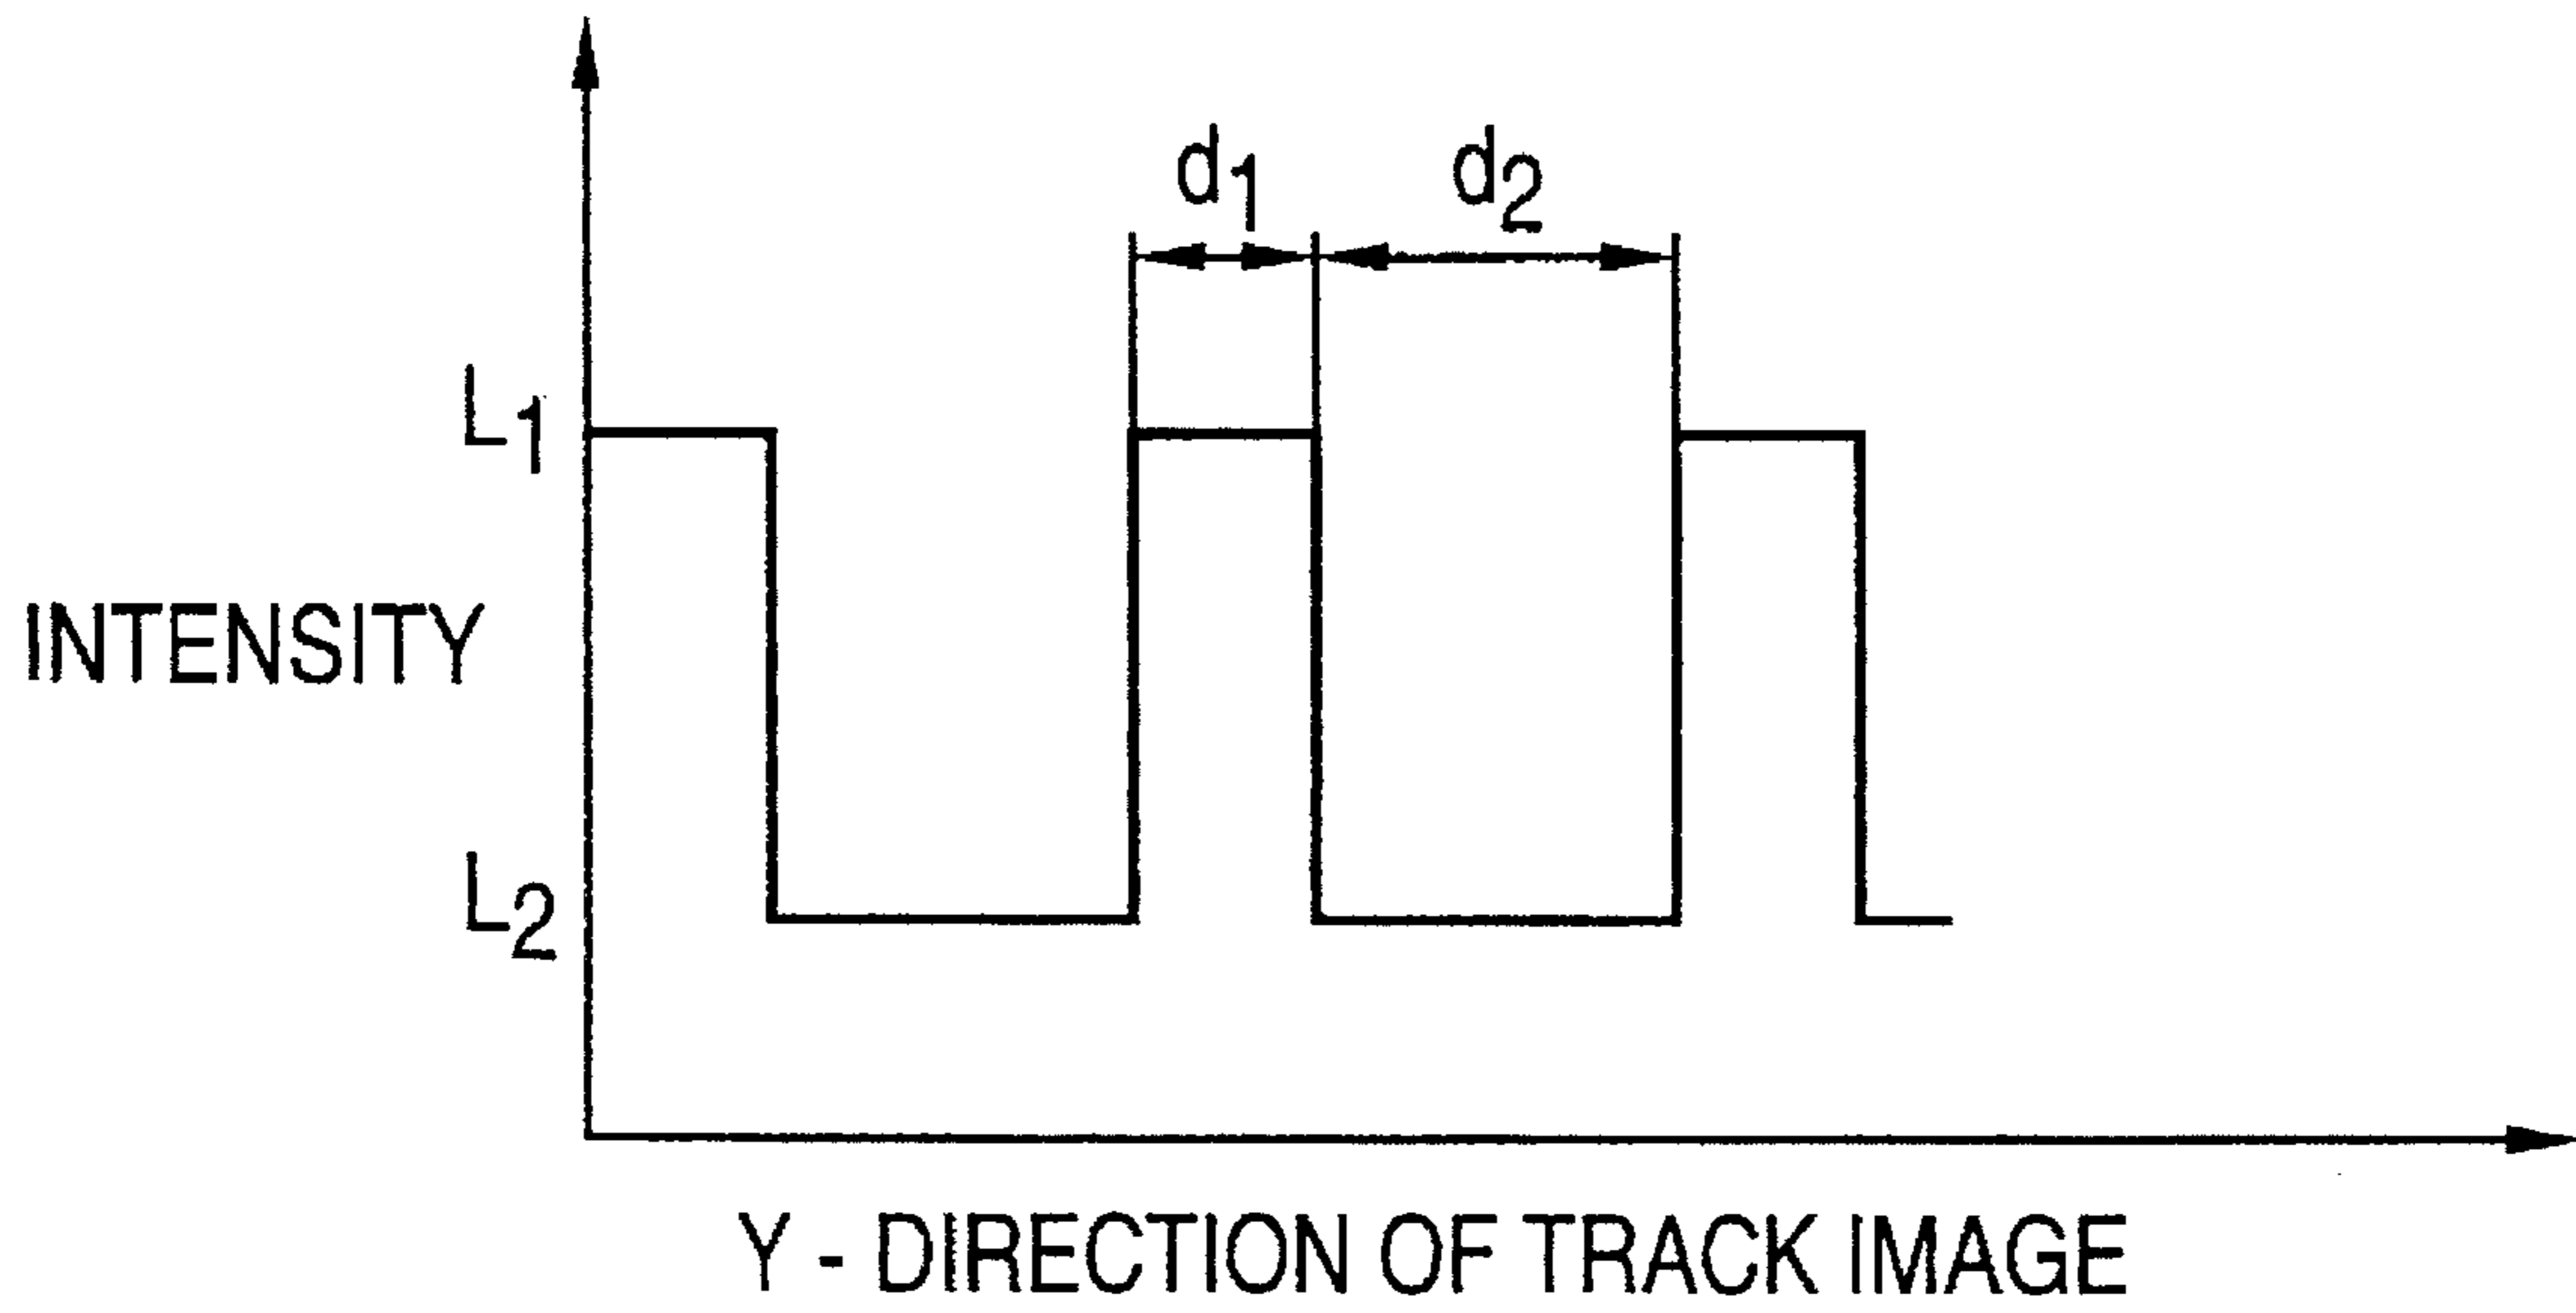 d1 d2
L1
INTENSITY
L2
Y - DIRECTION OF TRACK IMAGE